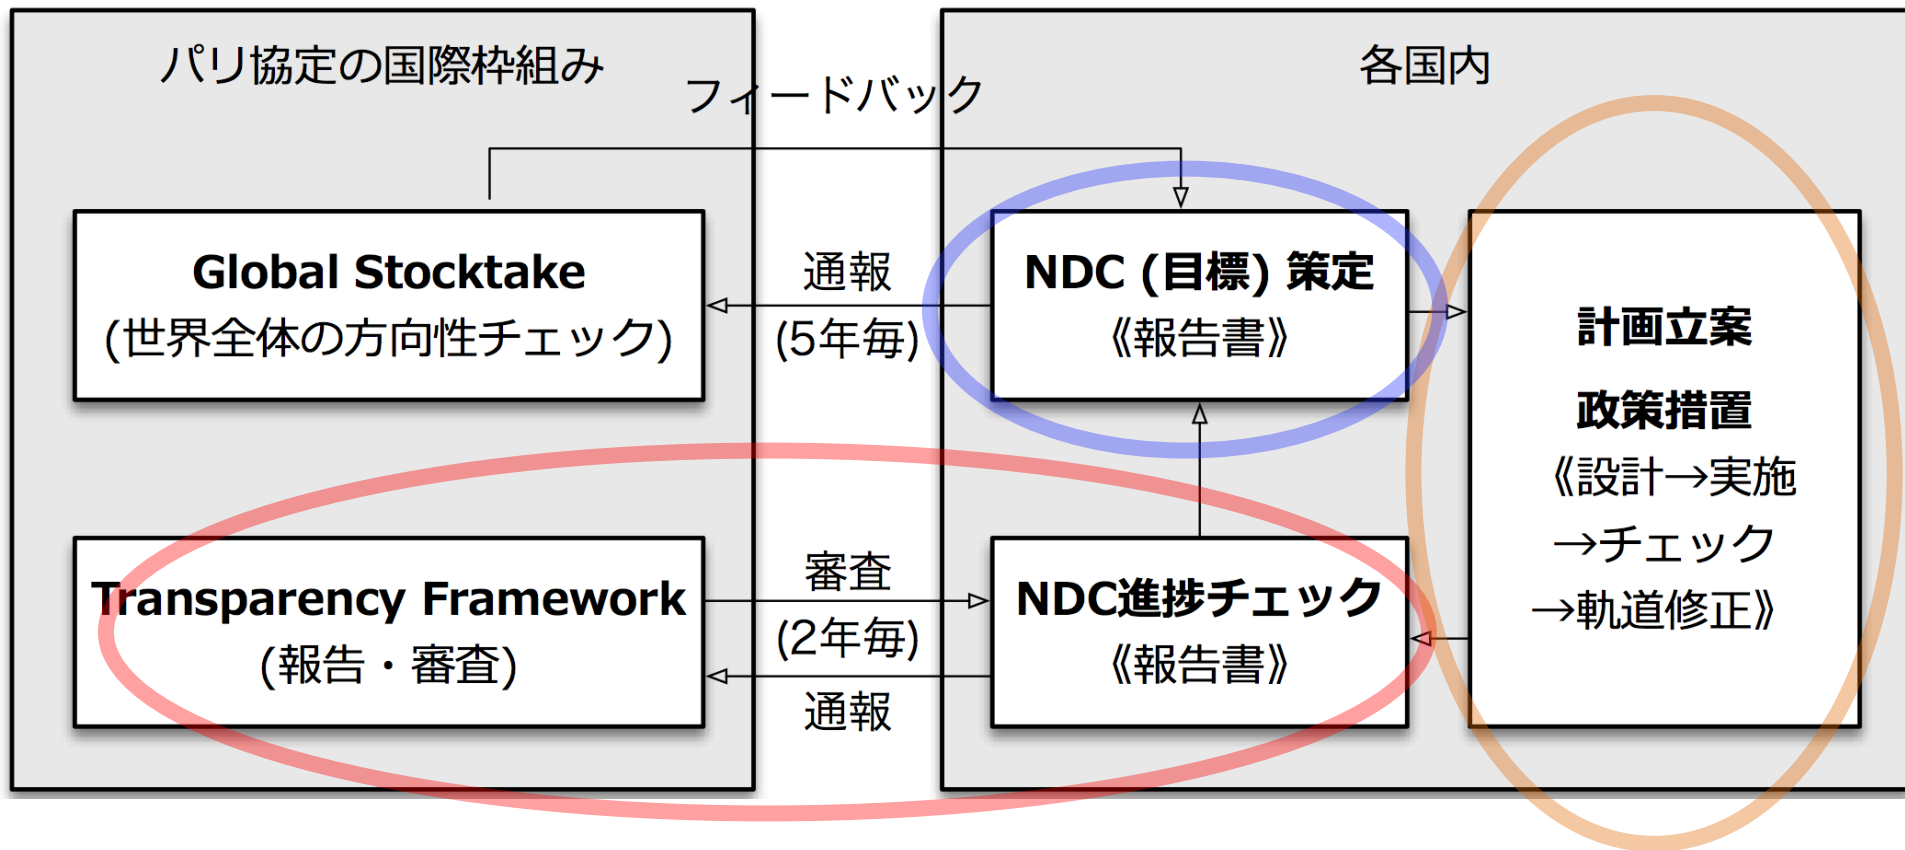 パリ協定の国際枠組み
各国内
フィードバック
Global Stocktake
(世界全体の方向性チェック)
通報
(5年毎)
NDC (目標) 策定
《報告書》
計画立案
政策措置
《設計→実施
→チェック
→軌道修正》
Transparency Framework
(報告・審査)
審査
(2年毎)
通報
NDC進捗チェック
《報告書》